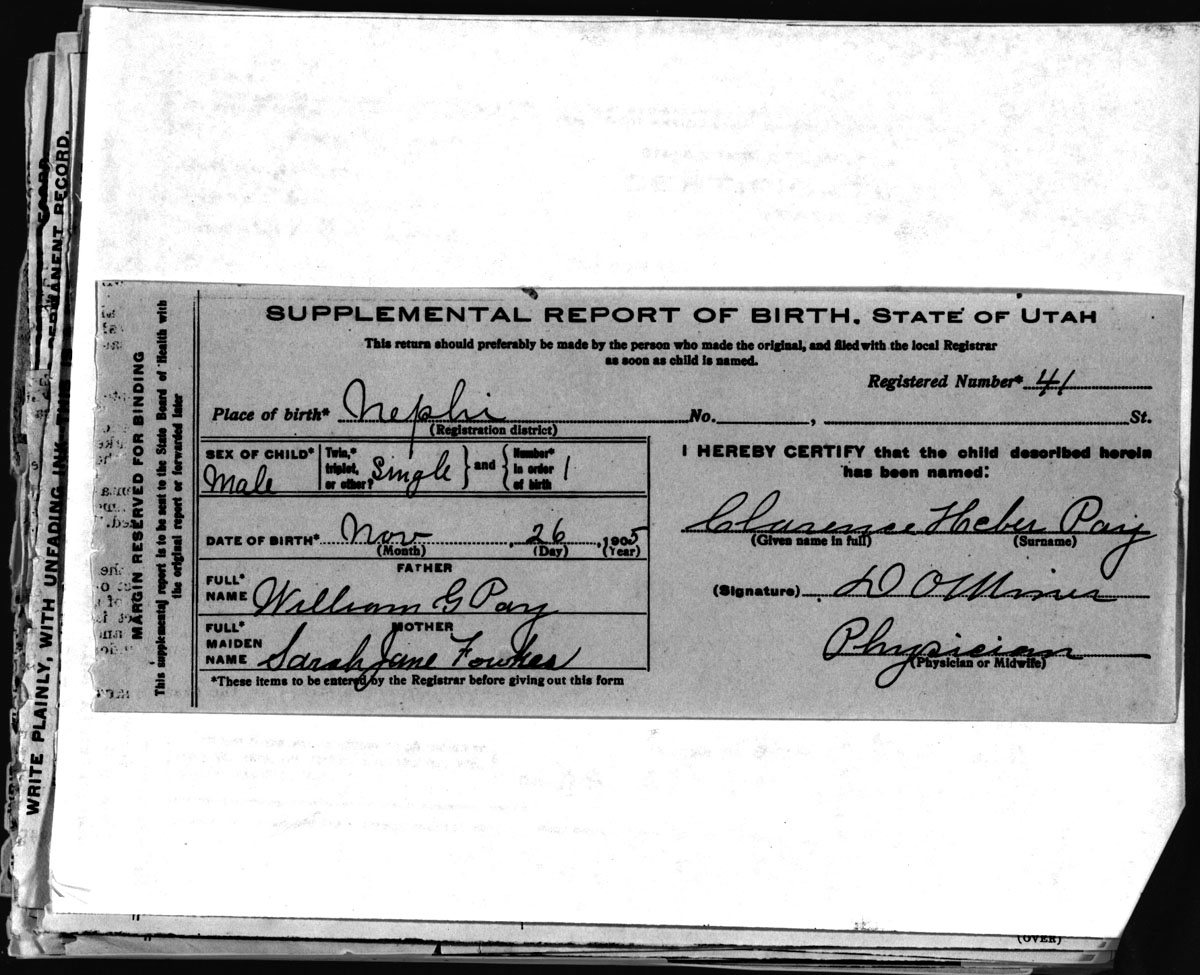 WRITE PLAINLY, WITH UNFADING INK
PERMANENT RECORD.
MARGIN RESERVED FOR BINDING
This supplemental report is to be sent to the State Board of Health with
the original report or forwarded later
SUPPLEMENTAL REPORT OF BIRTH, STATE OF UTAH
This return should preferably be made by the person who made the original, and filed with the local Registrar
as soon as child is named.
Registered Number* 41
Place of birth* Nephi No. , St.
(Registration district)
SEX OF CHILD* Male
Twin,* triplet, or other? Single } and { Number* in order of birth 1
DATE OF BIRTH* Nov , 26 , 1905
(Month) (Day) (Year)
FATHER
FULL* NAME William G Pay
MOTHER
FULL* MAIDEN NAME Sarah Jane Fowkes
*These items to be entered by the Registrar before giving out this form
I HEREBY CERTIFY that the child described herein
has been named:
Clarence Heber Pay
(Given name in full) (Surname)
(Signature) D O Miner
Physician
(Physician or Midwife)
(OVER)